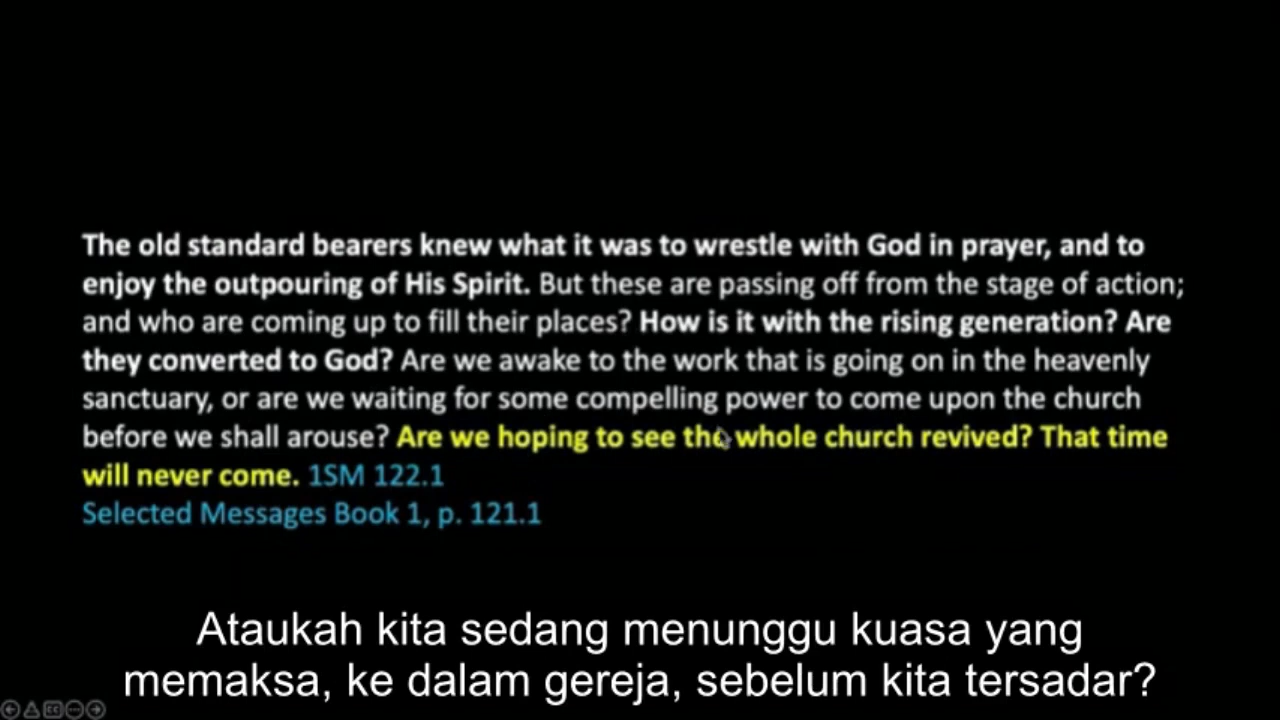 The old standard bearers knew what it was to wrestle with God in prayer, and to
enjoy the outpouring of His Spirit. But these are passing off from the stage of action;
and who are coming up to fill their places? How is it with the rising generation? Are
they converted to God? Are we awake to the work that is going on in the heavenly
sanctuary, or are we waiting for some compelling power to come upon the church
before we shall arouse? Are we hoping to see the whole church revived? That time
will never come. 1SM 122.1
Selected Messages Book 1, p. 121.1
Ataukah kita sedang menunggu kuasa yang
memaksa, ke dalam gereja, sebelum kita tersadar?